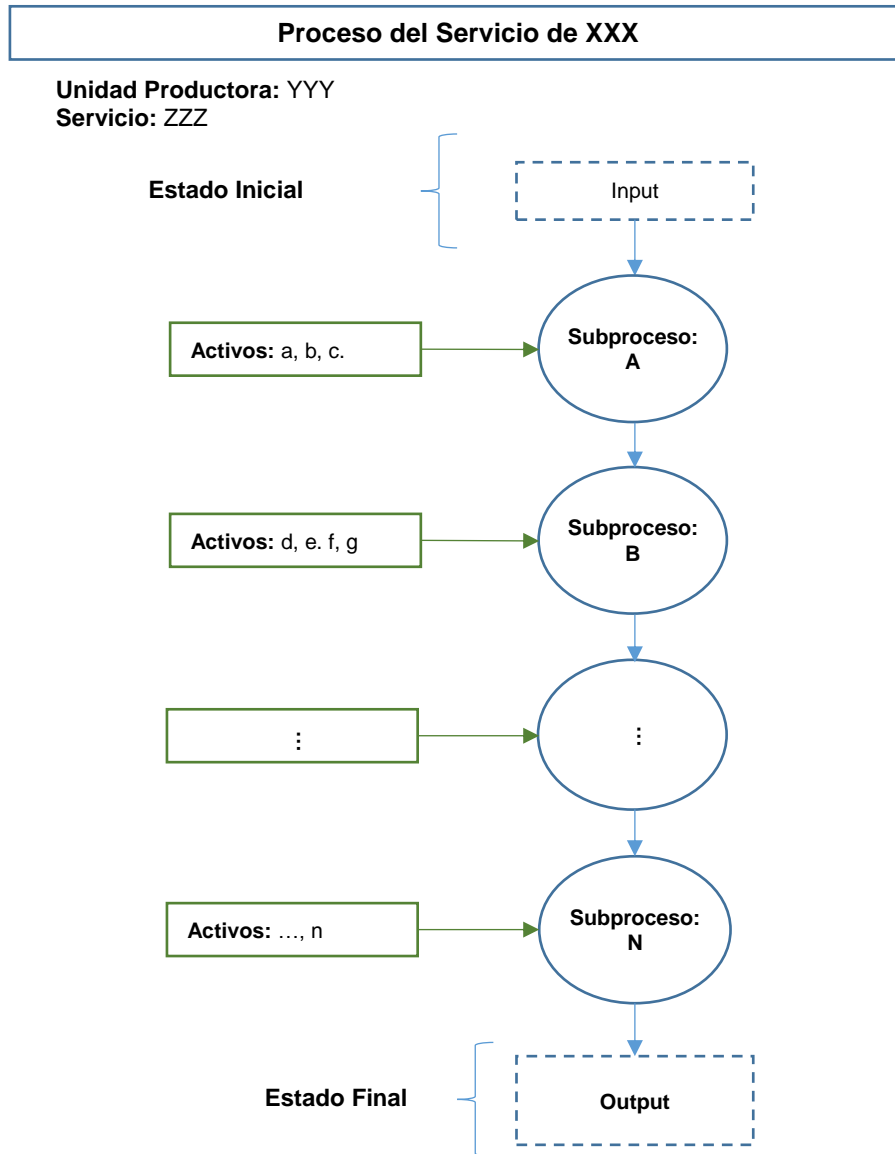 Proceso del Servicio de XXX
Unidad Productora: YYY
Servicio: ZZZ
Estado Inicial
Input
Activos: a, b, c.
Subproceso:
A
Activos: d, e. f, g
Subproceso:
B
⋮
⋮
Activos: …, n
Subproceso:
N
Estado Final
Output